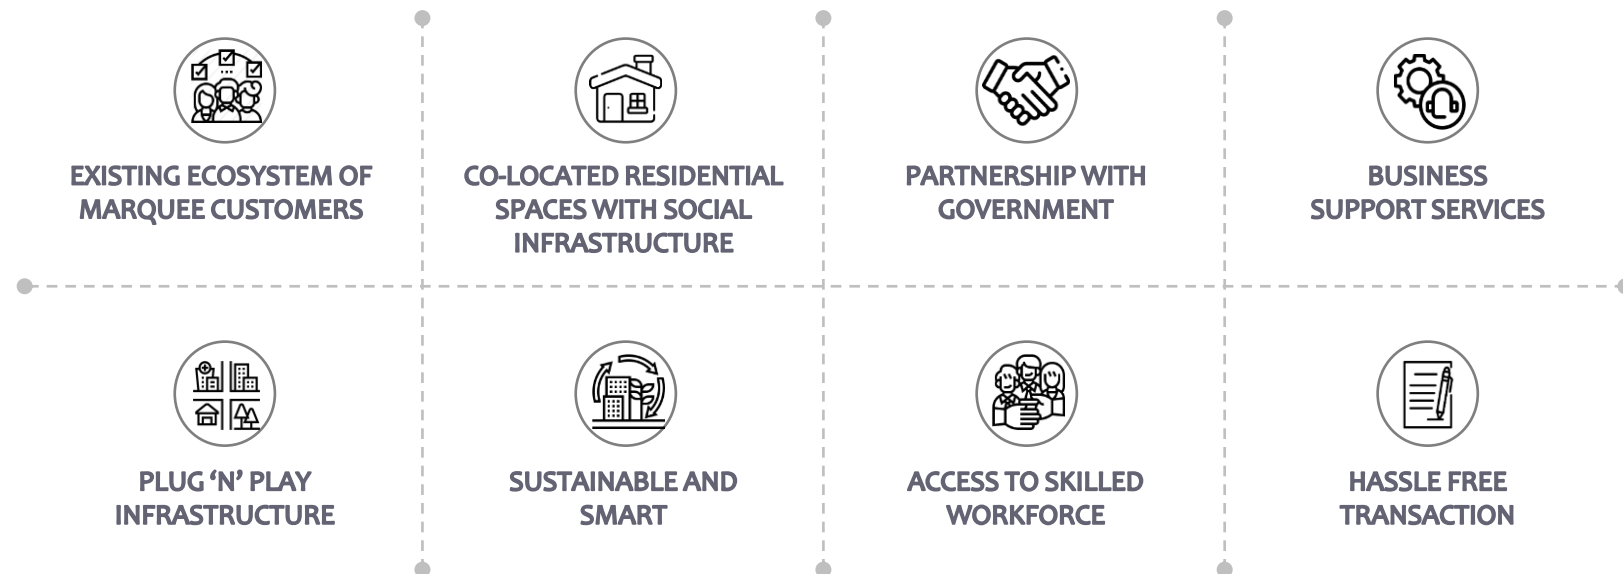 EXISTING ECOSYSTEM OF
MARQUEE CUSTOMERS
CO-LOCATED RESIDENTIAL
SPACES WITH SOCIAL
INFRASTRUCTURE
PARTNERSHIP WITH
GOVERNMENT
BUSINESS
SUPPORT SERVICES
PLUG ‘N’ PLAY
INFRASTRUCTURE
SUSTAINABLE AND
SMART
ACCESS TO SKILLED
WORKFORCE
HASSLE FREE
TRANSACTION